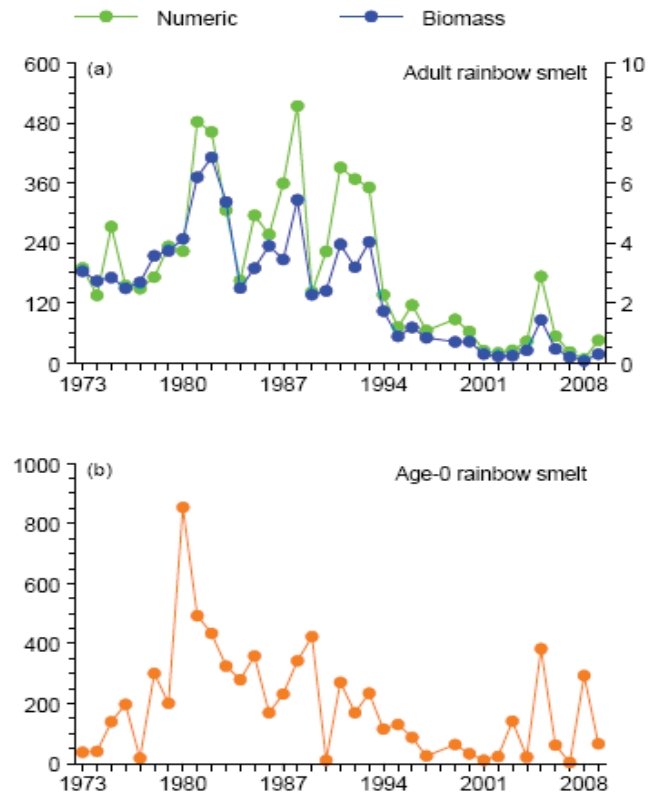 Numeric Biomass
600 (a) Adult rainbow smelt 10
480 8
360 6
240 4
120 2
0 0
1973 1980 1987 1994 2001 2008
1000 (b) Age-0 rainbow smelt
800
600
400
200
0
1973 1980 1987 1994 2001 2008